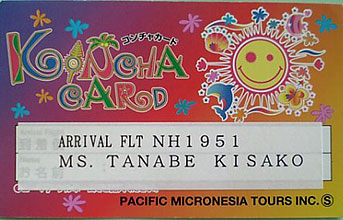 コンチャカード
KONCHA
CARD
ARRIVAL FLT NH1951
MS. TANABE KISAKO
PACIFIC MICRONESIA TOURS INC. Ⓢ